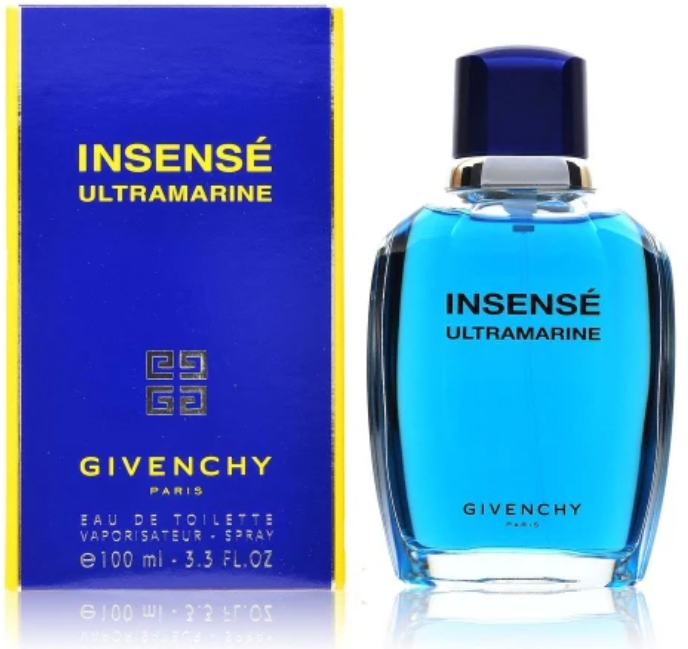 INSENSÉ
ULTRAMARINE
GIVENCHY
PARIS
EAU DE TOILETTE
VAPORISATEUR - SPRAY
℮100 ml - 3.3 FL.OZ
INSENSÉ
ULTRAMARINE
GIVENCHY
PARIS